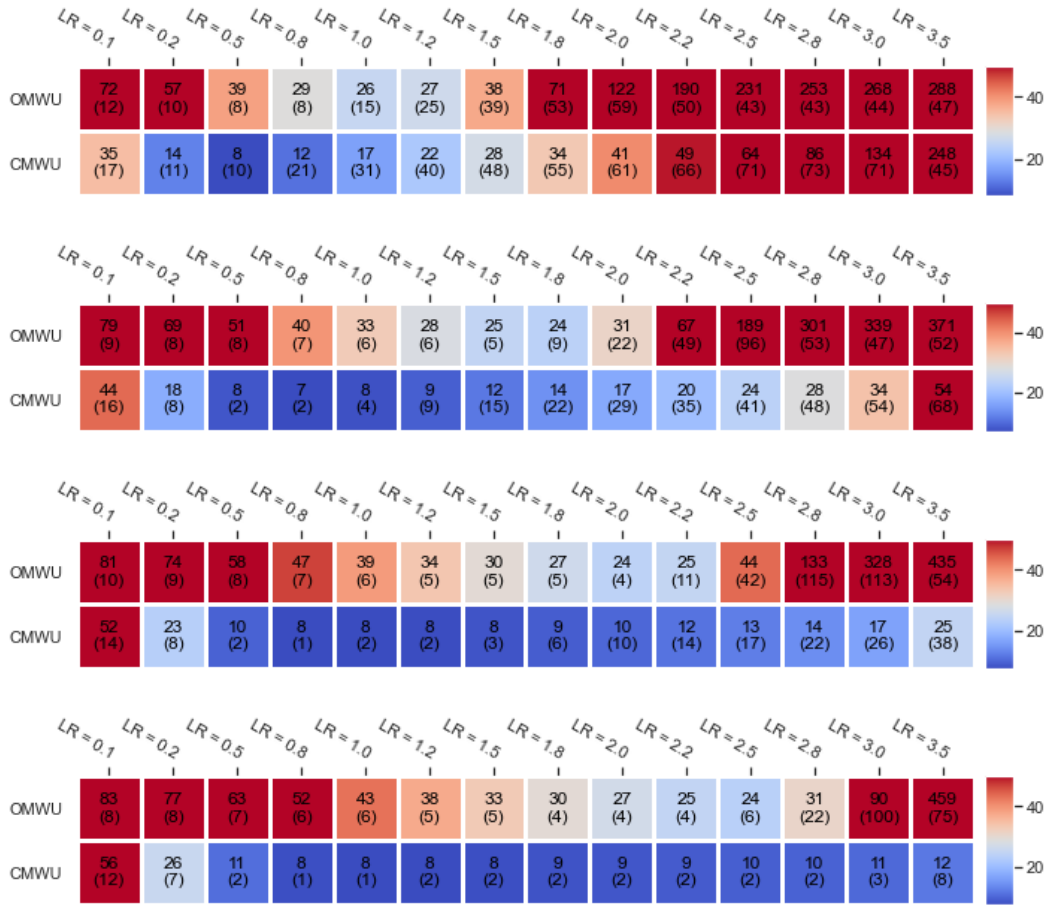 LR = 0.1 LR = 0.2 LR = 0.5 LR = 0.8 LR = 1.0 LR = 1.2 LR = 1.5 LR = 1.8 LR = 2.0 LR = 2.2 LR = 2.5 LR = 2.8 LR = 3.0 LR = 3.5
72 57 39 29 26 27 38 71 122 190 231 253 268 288
OMWU
(12) (10) (8) (8) (15) (25) (39) (53) (59) (50) (43) (43) (44) (47)
40
35 14 8 12 17 22 28 34 41 49 64 86 134 248
CMWU
(17) (11) (10) (21) (31) (40) (48) (55) (61) (66) (71) (73) (71) (45)
20
LR = 0.1 LR = 0.2 LR = 0.5 LR = 0.8 LR = 1.0 LR = 1.2 LR = 1.5 LR = 1.8 LR = 2.0 LR = 2.2 LR = 2.5 LR = 2.8 LR = 3.0 LR = 3.5
79 69 51 40 33 28 25 24 31 67 189 301 339 371
OMWU
(9) (8) (8) (7) (6) (6) (5) (9) (22) (49) (96) (53) (47) (52)
40
44 18 8 7 8 9 12 14 17 20 24 28 34 54
CMWU
(16) (8) (2) (2) (4) (9) (15) (22) (29) (35) (41) (48) (54) (68)
20
LR = 0.1 LR = 0.2 LR = 0.5 LR = 0.8 LR = 1.0 LR = 1.2 LR = 1.5 LR = 1.8 LR = 2.0 LR = 2.2 LR = 2.5 LR = 2.8 LR = 3.0 LR = 3.5
81 74 58 47 39 34 30 27 24 25 44 133 328 435
OMWU
(10) (9) (8) (7) (6) (5) (5) (5) (4) (11) (42) (115) (113) (54)
40
52 23 10 8 8 8 8 9 10 12 13 14 17 25
CMWU
(14) (8) (2) (1) (2) (2) (3) (6) (10) (14) (17) (22) (26) (38)
20
LR = 0.1 LR = 0.2 LR = 0.5 LR = 0.8 LR = 1.0 LR = 1.2 LR = 1.5 LR = 1.8 LR = 2.0 LR = 2.2 LR = 2.5 LR = 2.8 LR = 3.0 LR = 3.5
83 77 63 52 43 38 33 30 27 25 24 31 90 459
OMWU
(8) (8) (7) (6) (6) (5) (5) (4) (4) (4) (6) (22) (100) (75)
40
56 26 11 8 8 8 8 9 9 9 10 10 11 12
CMWU
(12) (7) (2) (1) (1) (2) (2) (2) (2) (2) (2) (2) (3) (8)
20